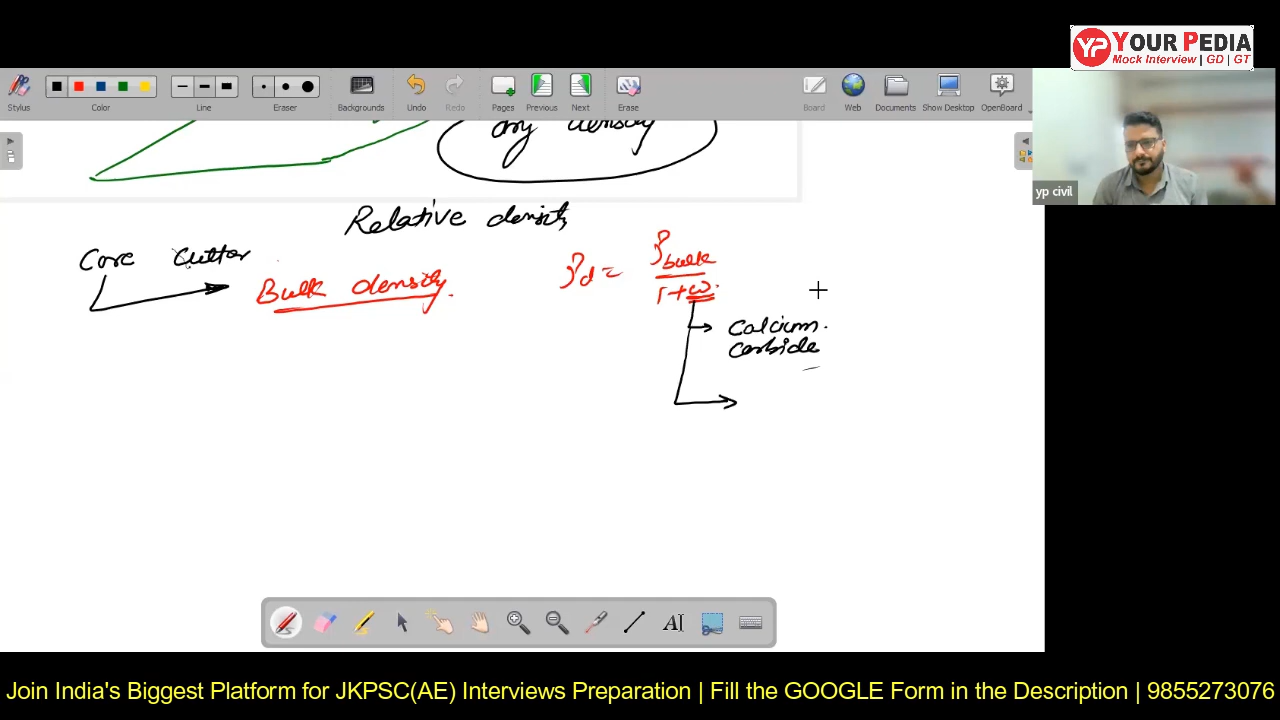 YP YOUR PEDIA
Mock Interview | GD | GT
Stylus
Color
Line
Eraser
Backgrounds
Undo
Redo
Pages
Previous
Next
Erase
Board
Web
Documents
Show Desktop
OpenBoard
dry density
yp civil
Relative density
Core Cutter
Bulk density.
ρd = ρbulk
1+ω.
Calcium.
Carbide
Join India's Biggest Platform for JKPSC(AE) Interviews Preparation | Fill the GOOGLE Form in the Description | 9855273076